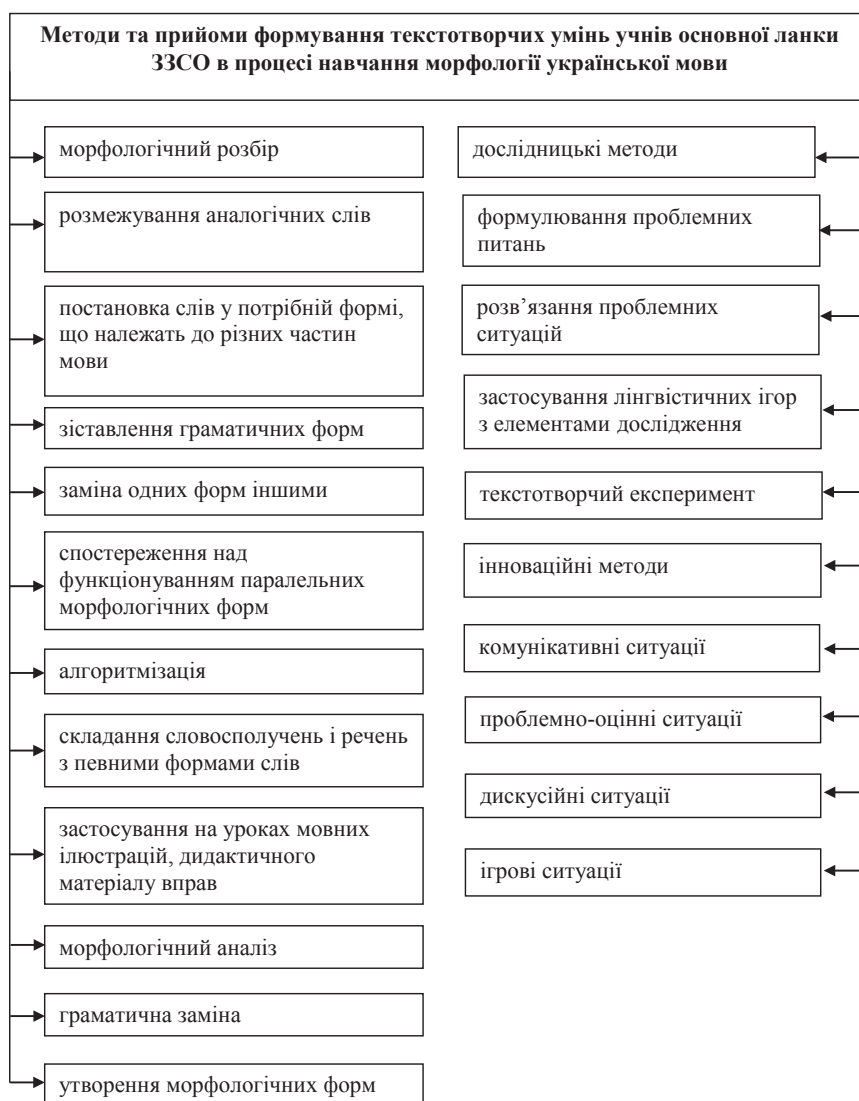 Методи та прийоми формування текстотворчих умінь учнів основної ланки
ЗЗСО в процесі навчання морфології української мови
морфологічний розбір
розмежування аналогічних слів
постановка слів у потрібній формі,
що належать до різних частин
мови
зіставлення граматичних форм
заміна одних форм іншими
спостереження над
функціонуванням паралельних
морфологічних форм
алгоритмізація
складання словосполучень і речень
з певними формами слів
застосування на уроках мовних
ілюстрацій, дидактичного
матеріалу вправ
морфологічний аналіз
граматична заміна
утворення морфологічних форм
дослідницькі методи
формулювання проблемних
питань
розв’язання проблемних
ситуацій
застосування лінгвістичних ігор
з елементами дослідження
текстотворчий експеримент
інноваційні методи
комунікативні ситуації
проблемно-оцінні ситуації
дискусійні ситуації
ігрові ситуації